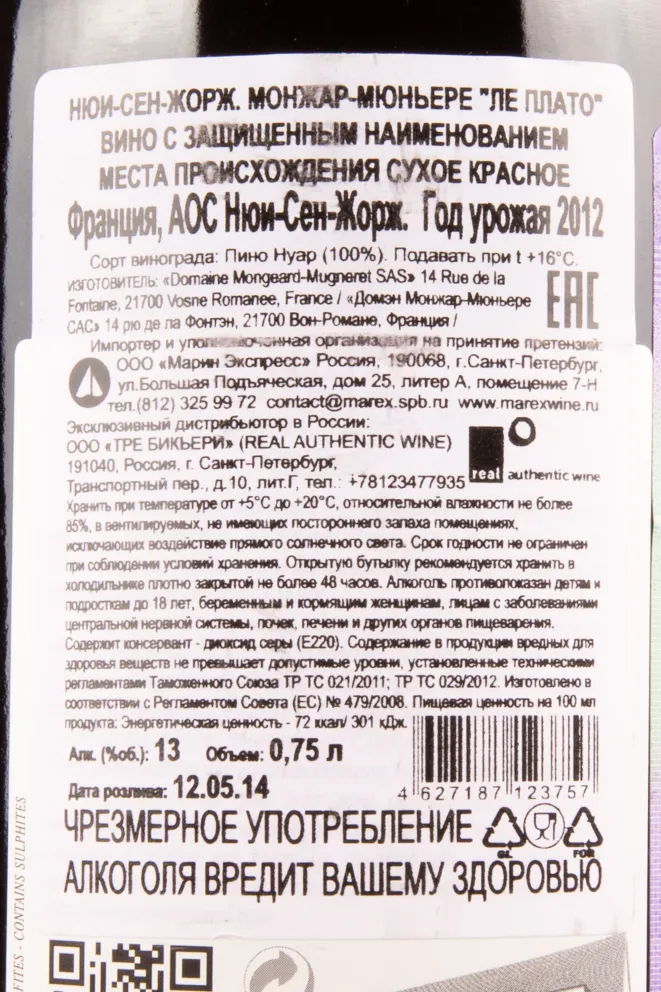 НЮИ-СЕН-ЖОРЖ. МОНЖАР-МЮНЬЕРЕ "ЛЕ ПЛАТО"
ВИНО С ЗАЩИЩЕННЫМ НАИМЕНОВАНИЕМ
МЕСТА ПРОИСХОЖДЕНИЯ СУХОЕ КРАСНОЕ
Франция, АОС Нюи-Сен-Жорж. Год урожая 2012
Сорт винограда: Пино Нуар (100%). Подавать при t +16°C.
ИЗГОТОВИТЕЛЬ: «Domaine Mongeard-Mugneret SAS» 14 Rue de la
Fontaine, 21700 Vosne Romanee, France / «Домэн Монжар-Мюньере
САС» 14 рю де ла Фонтэн, 21700 Вон-Романе, Франция /
EAC
Импортер и уполномоченная организация на принятие претензий:
ООО «Марин Экспресс» Россия, 190068, г.Санкт-Петербург,
ул.Большая Подъяческая, дом 25, литер А, помещение 7-Н
тел.(812) 325 99 72 contact@marex.spb.ru www.marexwine.ru
Эксклюзивный дистрибьютор в России:
ООО «ТРЕ БИКЬЕРИ» (REAL AUTHENTIC WINE)
191040, Россия, г. Санкт-Петербург,
Транспортный пер., д.10, лит.Г, тел.: +78123477935
real authentic wine
Хранить при температуре от +5°C до +20°C, относительной влажности не более
85%, в вентилируемых, не имеющих постороннего запаха помещениях,
исключающих воздействие прямого солнечного света. Срок годности не ограничен
при соблюдении условий хранения. Открытую бутылку рекомендуется хранить в
холодильнике плотно закрытой не более 48 часов. Алкоголь противопоказан детям и
подросткам до 18 лет, беременным и кормящим женщинам, лицам с заболеваниями
центральной нервной системы, почек, печени и других органов пищеварения.
Содержит консервант - диоксид серы (Е220). Содержание в продукции вредных для
здоровья веществ не превышает допустимые уровни, установленные техническими
регламентами Таможенного Союза ТР ТС 021/2011; ТР ТС 029/2012. Изготовлено в
соответствии с Регламентом Совета (ЕС) № 479/2008. Пищевая ценность на 100 мл
продукта: Энергетическая ценность - 72 ккал/ 301 кДж.
Алк. (%об.): 13 Объем: 0,75 л
Дата розлива: 12.05.14
4 627187 123757
ЧРЕЗМЕРНОЕ УПОТРЕБЛЕНИЕ
GL FOR
АЛКОГОЛЯ ВРЕДИТ ВАШЕМУ ЗДОРОВЬЮ
- CONTAINS SULPHITES